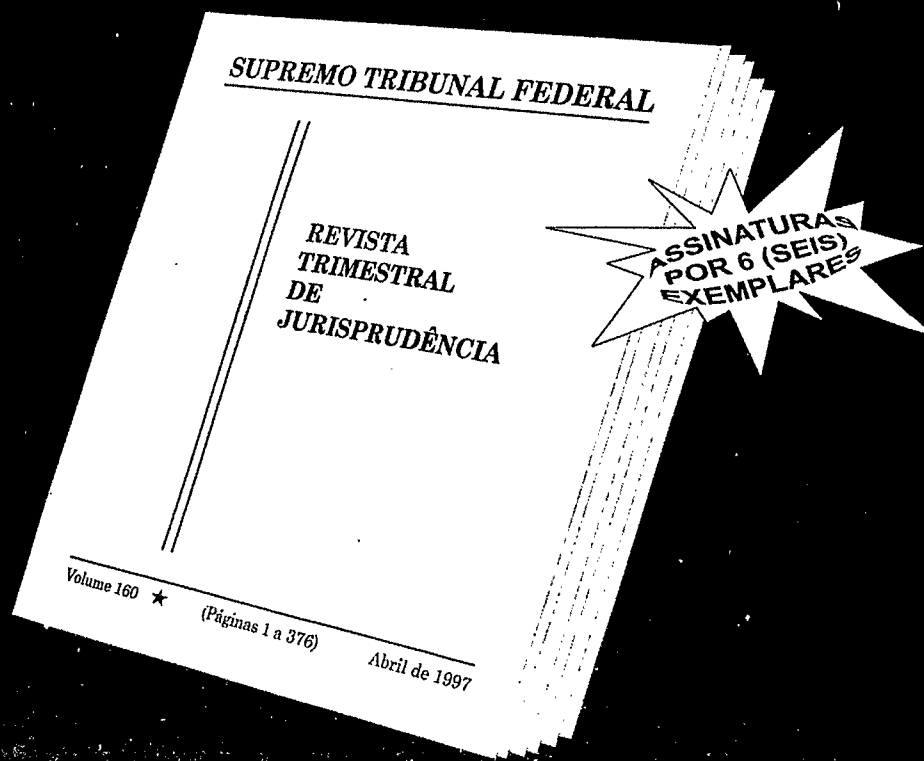 SUPREMO TRIBUNAL FEDERAL
REVISTA
TRIMESTRAL
DE
JURISPRUDÊNCIA
ASSINATURAS
POR 6 (SEIS)
EXEMPLARES
Volume 160 ★ (Páginas 1 a 376) Abril de 1997